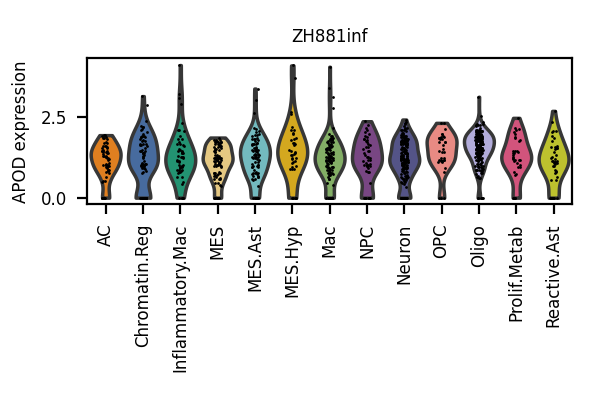 ZH881inf
APOD expression
2.5
0.0
AC
Chromatin.Reg
Inflammatory.Mac
MES
MES.Ast
MES.Hyp
Mac
NPC
Neuron
OPC
Oligo
Prolif.Metab
Reactive.Ast